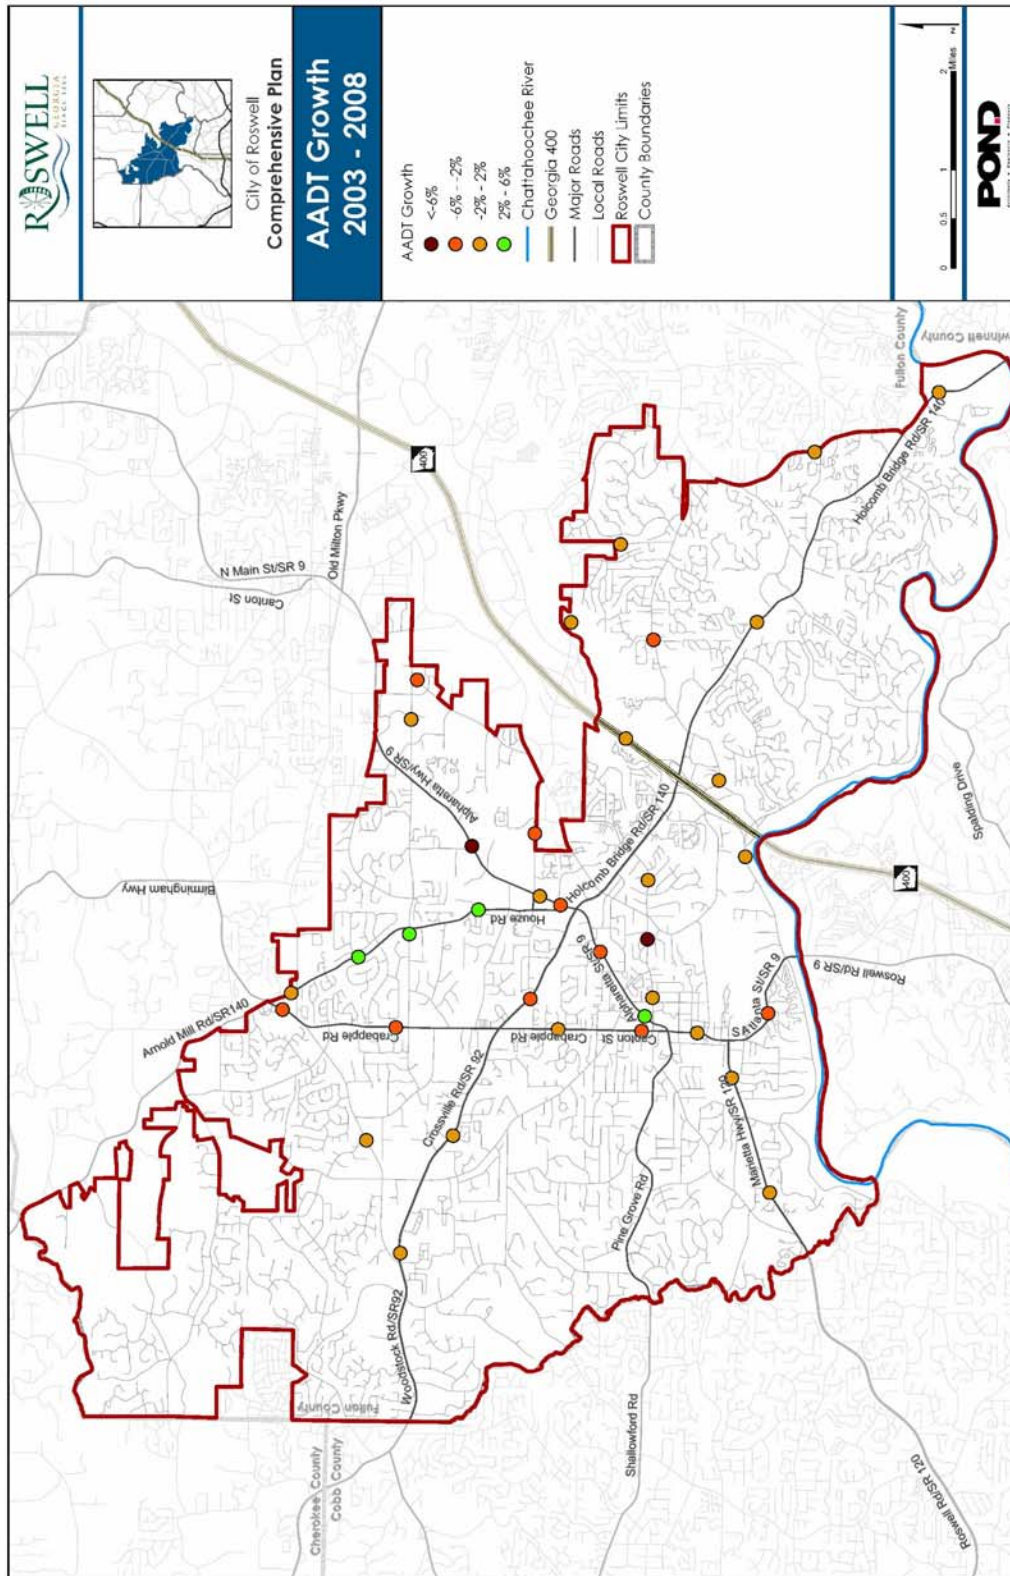 ROSWELL
GEORGIA
City of Roswell
Comprehensive Plan
AADT Growth
2003 - 2008
AADT Growth
<-6%
-6% - -2%
-2% - 2%
2% - 6%
Chattahoochee River
Georgia 400
Major Roads
Local Roads
Roswell City Limits
County Boundaries
0 0.5 1 2
Miles
N
POND
400
Old Milton Pkwy
N Main St/SR 9
Canton St
Birmingham Hwy
Alpharetta Hwy/SR 9
Arnold Mill Rd/SR140
Houze Rd
Holcomb Bridge Rd/SR 140
Holcomb Bridge Rd/SR 140
Crabapple Rd
Crabapple Rd
Canton St
Alpharetta St/SR 9
S Atlanta St/SR 9
Roswell Rd/SR 9
400
Spalding Drive
Crossville Rd/SR 92
Woodstock Rd/SR92
Pine Grove Rd
Marietta Hwy/SR 120
Shallowford Rd
Roswell Rd/SR 120
Cherokee County
Cobb County
Fulton County
Fulton County